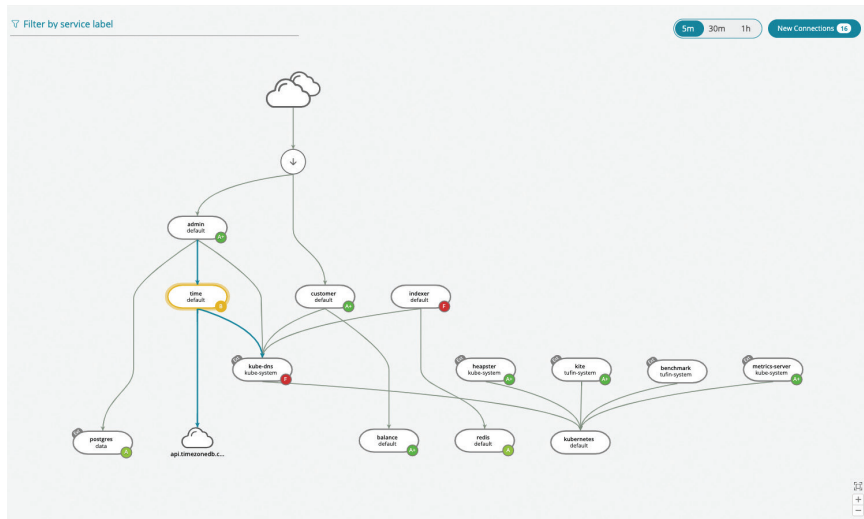 Filter by service label
5m 30m 1h
New Connections 16
admin
default
A+
time
default
B
customer
default
A+
indexer
default
F
kube-dns
kube-system
F
heapster
kube-system
A+
kite
tufin-system
A+
benchmark
tufin-system
metrics-server
kube-system
A+
postgres
data
A
api.timezonedb.c...
balance
default
A+
redis
default
A
kubernetes
default
+
−